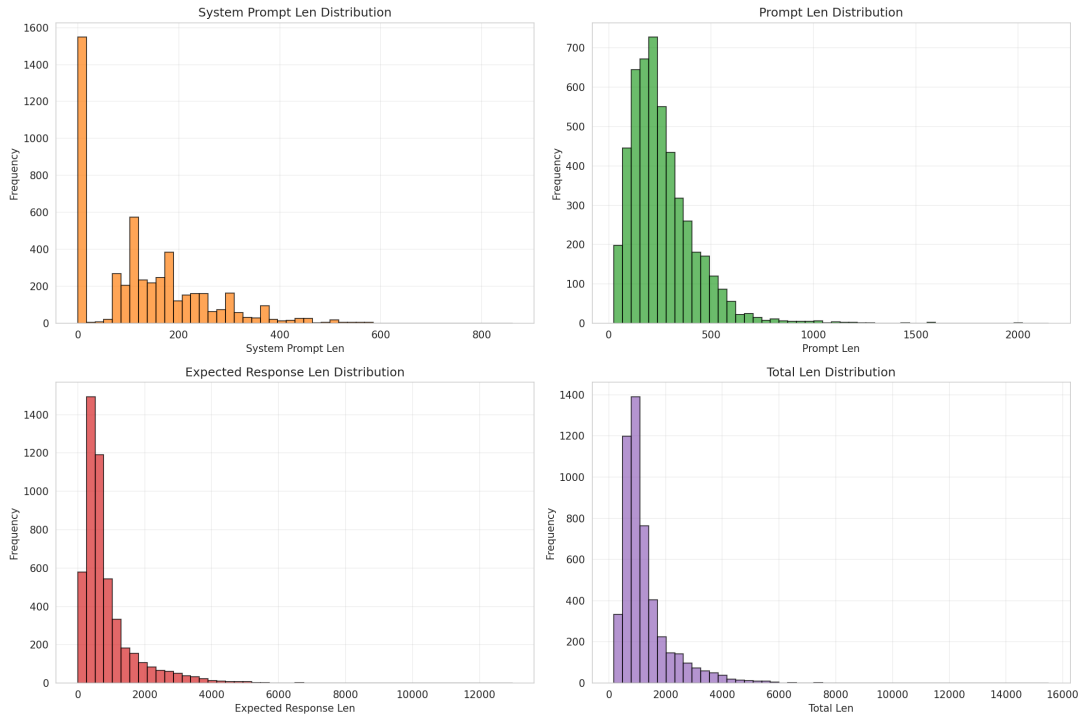 System Prompt Len Distribution
1600
1400
1200
1000
800
600
400
200
0
Frequency
0 200 400 600 800
System Prompt Len
Prompt Len Distribution
700
600
500
400
300
200
100
0
Frequency
0 500 1000 1500 2000
Prompt Len
Expected Response Len Distribution
1400
1200
1000
800
600
400
200
0
Frequency
0 2000 4000 6000 8000 10000 12000
Expected Response Len
Total Len Distribution
1400
1200
1000
800
600
400
200
0
Frequency
0 2000 4000 6000 8000 10000 12000 14000 16000
Total Len